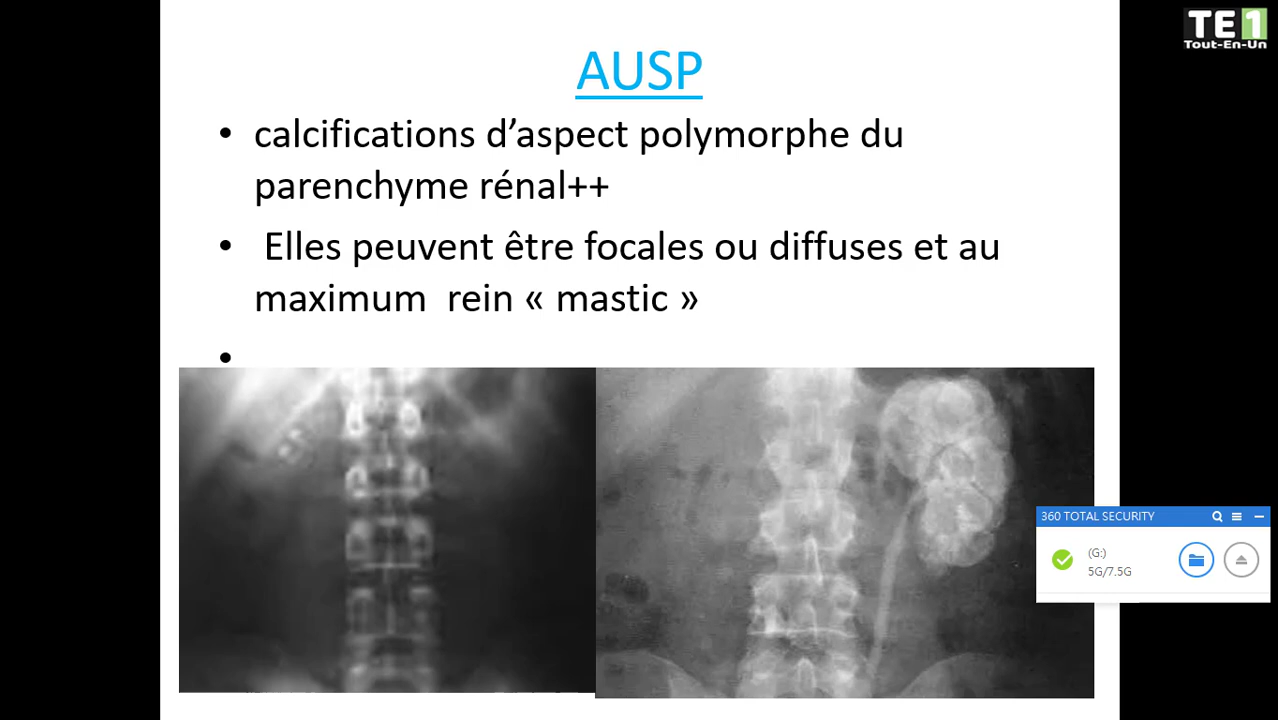 TE1
Tout-En-Un
AUSP
• calcifications d’aspect polymorphe du
parenchyme rénal++
• Elles peuvent être focales ou diffuses et au
maximum rein « mastic »
•
360 TOTAL SECURITY
(G:)
5G/7.5G